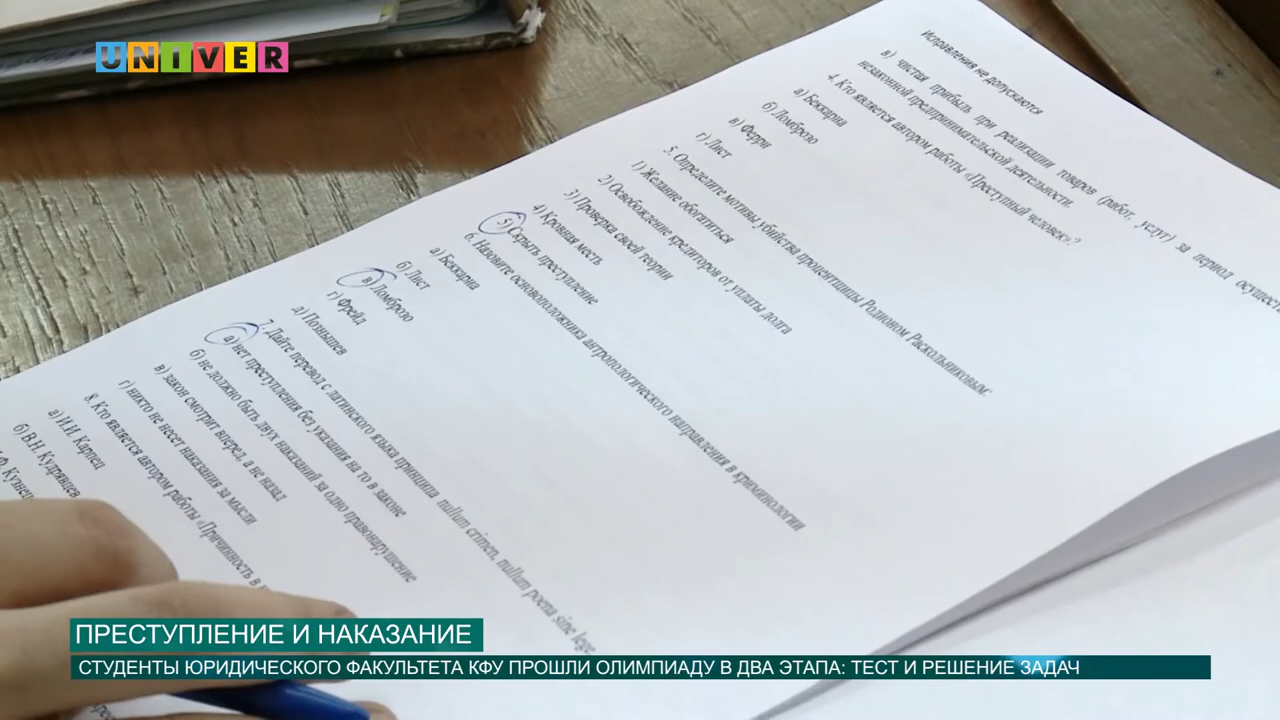 UNIVER
Исправления не допускаются
в) чистая прибыль при реализации товаров (работ, услуг) за период
незаконной предпринимательской деятельности.
4. Кто является автором работы «Преступный человек»?
а) Беккариа
б) Ломброзо
в) Ферри
г) Лист
5. Определите мотивы убийства процентщицы Родионом Раскольниковым:
1) Желание обогатиться
2) Освобождение кредиторов от уплаты долга
3) Проверка своей теории
4) Кровная месть
5) Скрыть преступление
6. Назовите основоположника антропологического направления в криминологии
а) Беккариа
б) Лист
в) Ломброзо
г) Фрейд
д) Познышев
7. Дайте перевод с латинского языка принципа nullum crimen, nullum poena sine lege.
а) нет преступления без указания на то в законе
б) не должно быть двух наказаний за одно правонарушение
в) закон смотрит вперед, а не назад
г) никто не несет наказания за мысли
8. Кто является автором работы «Причинность в
а) И.И. Карпец
б) В.Н. Кудрявцев
ПРЕСТУПЛЕНИЕ И НАКАЗАНИЕ
СТУДЕНТЫ ЮРИДИЧЕСКОГО ФАКУЛЬТЕТА КФУ ПРОШЛИ ОЛИМПИАДУ В ДВА ЭТАПА: ТЕСТ И РЕШЕНИЕ ЗАДАЧ